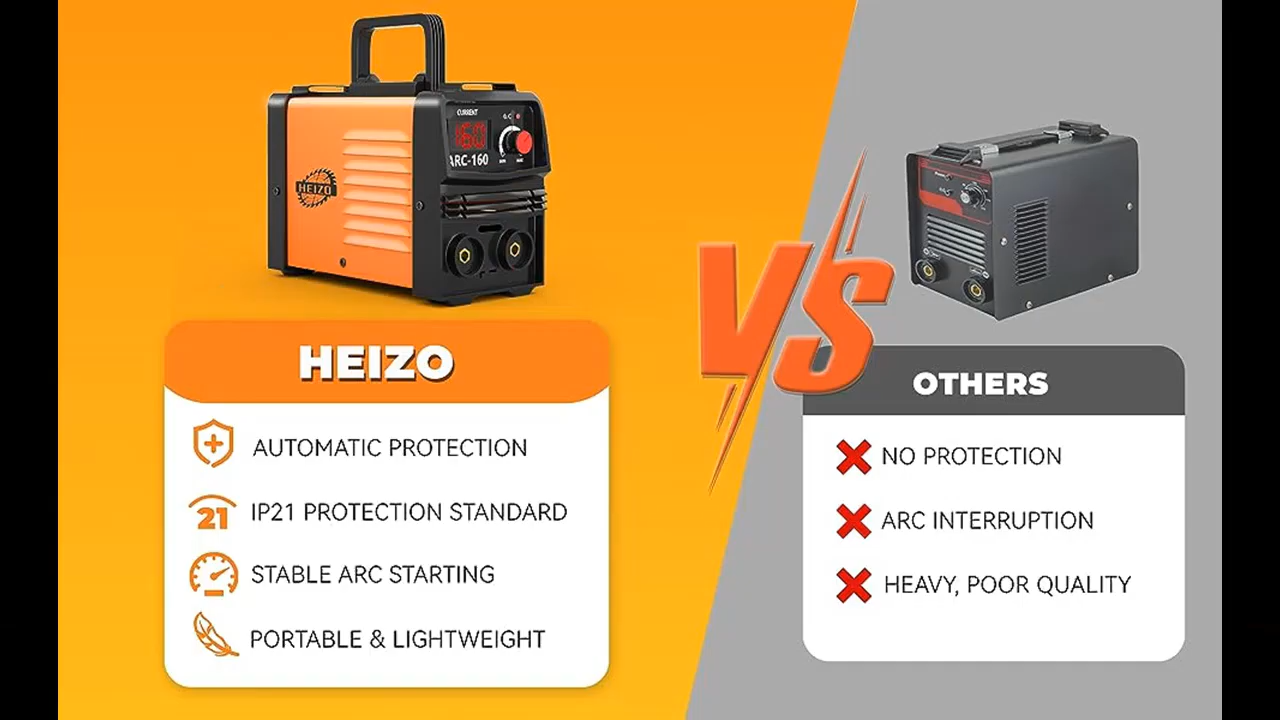 CURRENT
160
ARC-160
HEIZO
VS
HEIZO
AUTOMATIC PROTECTION
21 IP21 PROTECTION STANDARD
STABLE ARC STARTING
PORTABLE & LIGHTWEIGHT
OTHERS
NO PROTECTION
ARC INTERRUPTION
HEAVY, POOR QUALITY